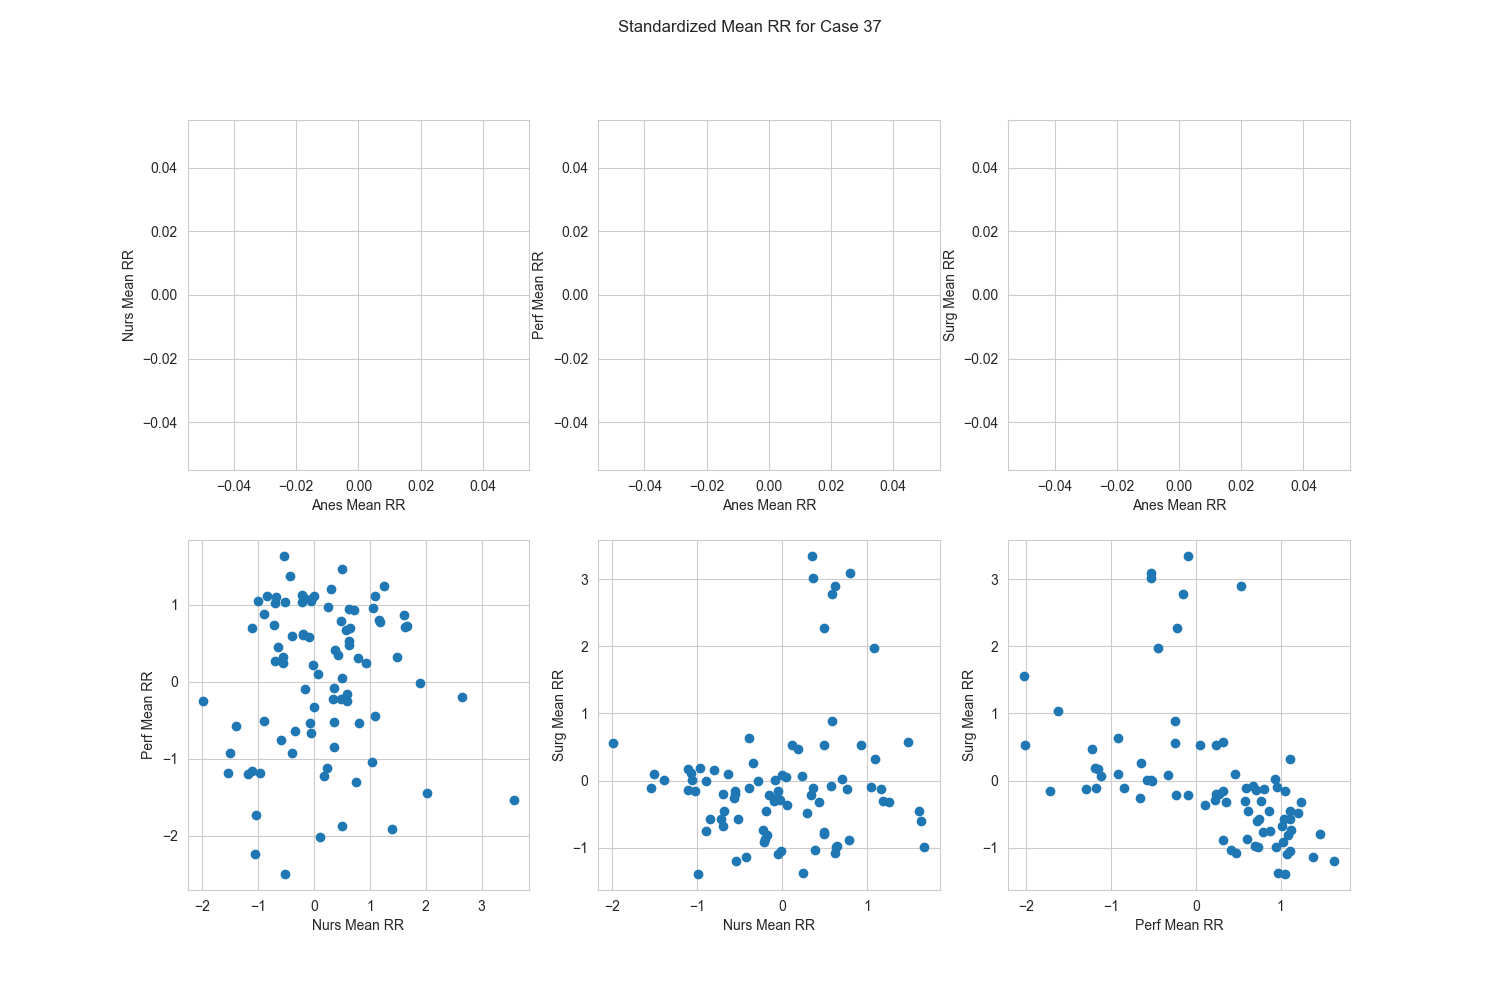 Standardized Mean RR for Case 37
0.04
0.02
0.00
−0.02
−0.04
Nurs Mean RR
−0.04 −0.02 0.00 0.02 0.04
Anes Mean RR
0.04
0.02
0.00
−0.02
−0.04
Perf Mean RR
−0.04 −0.02 0.00 0.02 0.04
Anes Mean RR
0.04
0.02
0.00
−0.02
−0.04
Surg Mean RR
−0.04 −0.02 0.00 0.02 0.04
Anes Mean RR
1
0
−1
−2
Perf Mean RR
−2 −1 0 1 2 3
Nurs Mean RR
3
2
1
0
−1
Surg Mean RR
−2 −1 0 1
Nurs Mean RR
3
2
1
0
−1
Surg Mean RR
−2 −1 0 1
Perf Mean RR